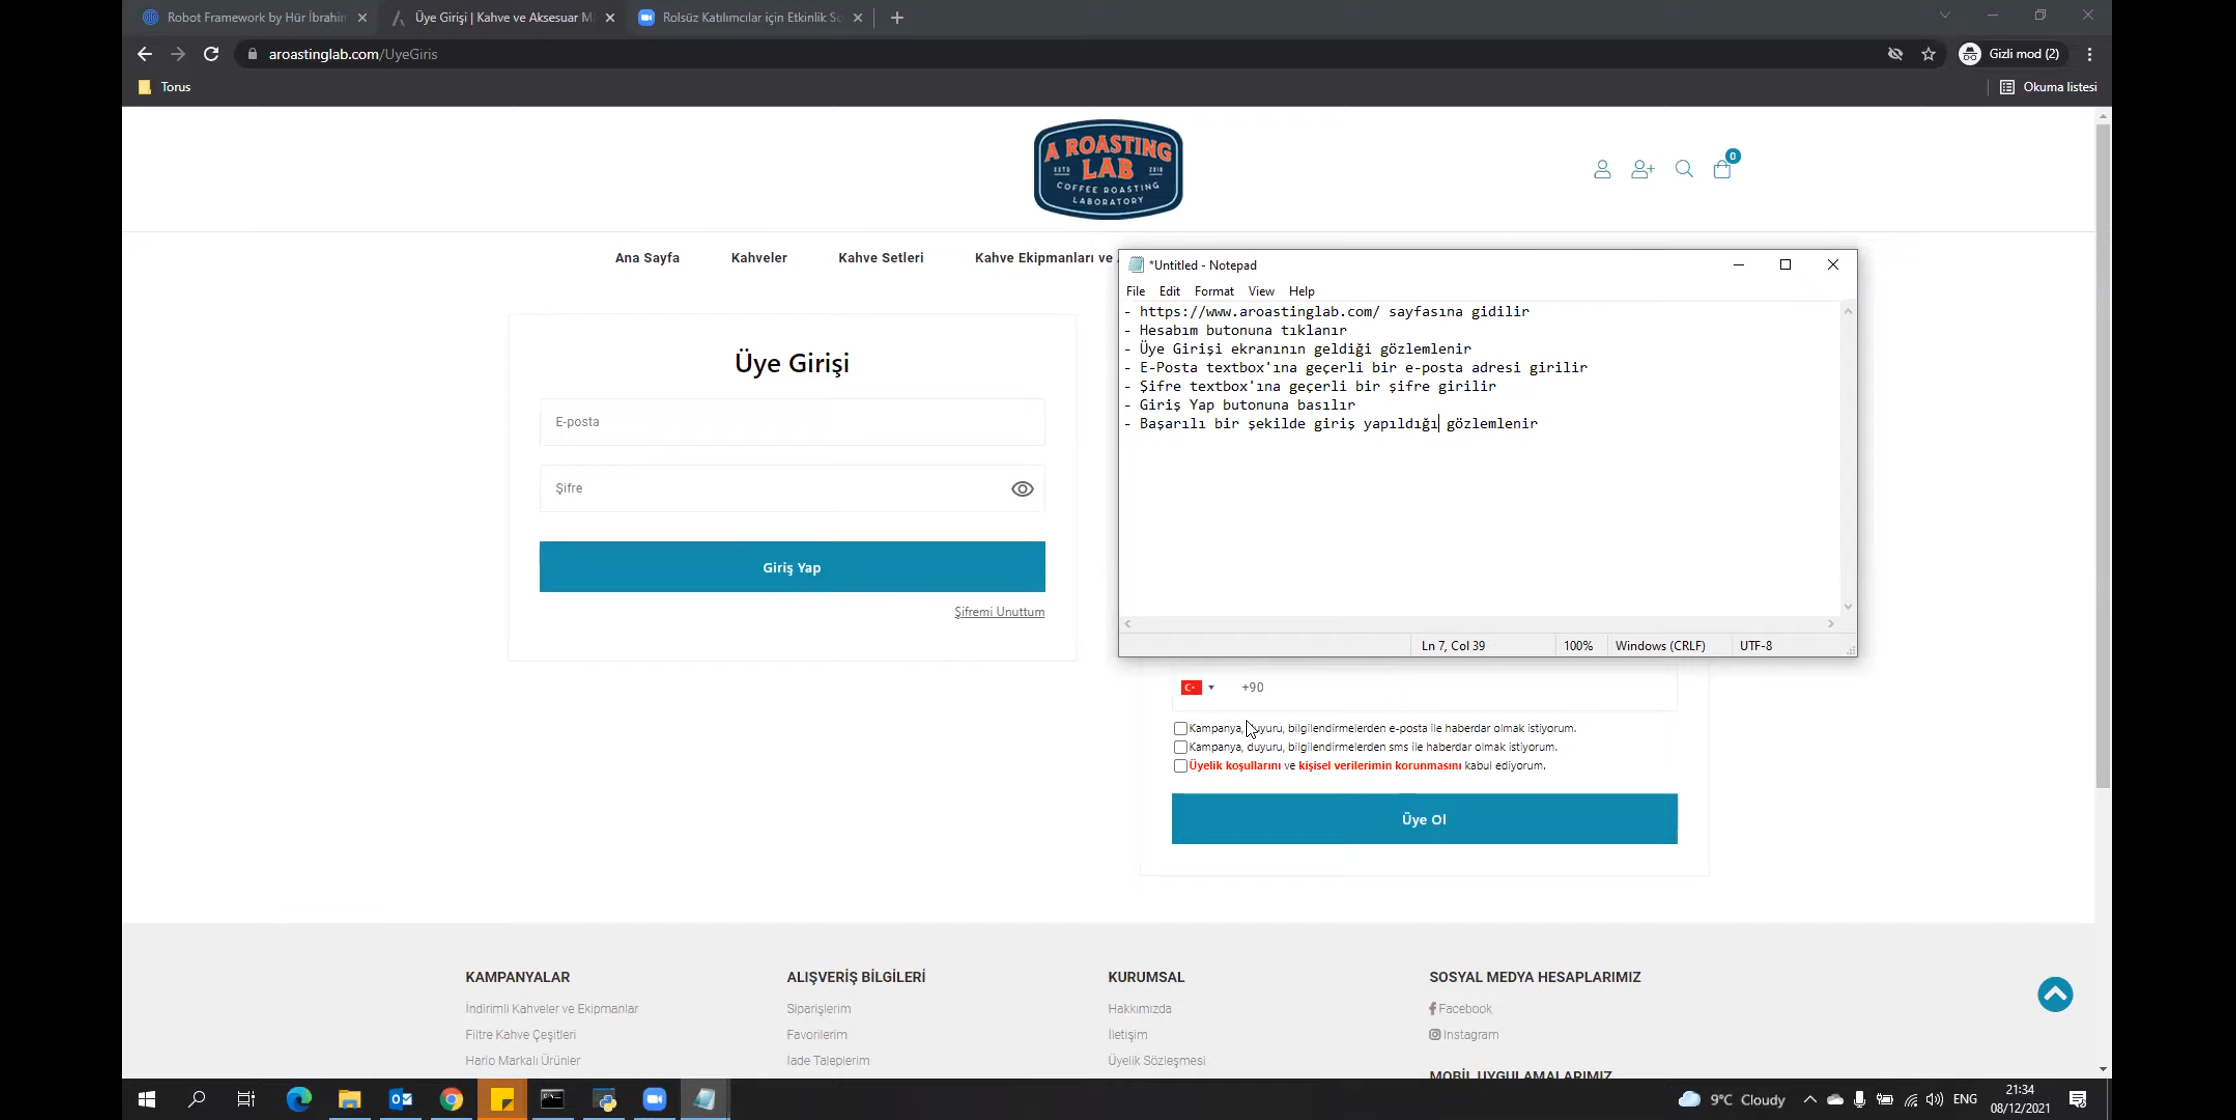 Robot Framework by Hür İbrahim
Üye Girişi | Kahve ve Aksesuar Ma
Rolsüz Katılımcılar için Etkinlik So
aroastinglab.com/UyeGiris
Gizli mod (2)
Torus
Okuma listesi
A ROASTING
LAB
ESTD
2018
COFFEE ROASTING
LABORATORY
0
Ana Sayfa
Kahveler
Kahve Setleri
Kahve Ekipmanları ve
*Untitled - Notepad
File Edit Format View Help
- https://www.aroastinglab.com/ sayfasına gidilir
- Hesabım butonuna tıklanır
- Üye Girişi ekranının geldiği gözlemlenir
- E-Posta textbox'ına geçerli bir e-posta adresi girilir
- Şifre textbox'ına geçerli bir şifre girilir
- Giriş Yap butonuna basılır
- Başarılı bir şekilde giriş yapıldığı gözlemlenir
Ln 7, Col 39
100%
Windows (CRLF)
UTF-8
Üye Girişi
E-posta
Şifre
Giriş Yap
Şifremi Unuttum
+90
Kampanya, duyuru, bilgilendirmelerden e-posta ile haberdar olmak istiyorum.
Kampanya, duyuru, bilgilendirmelerden sms ile haberdar olmak istiyorum.
Üyelik koşullarını ve kişisel verilerimin korunmasını kabul ediyorum.
Üye Ol
KAMPANYALAR
İndirimli Kahveler ve Ekipmanlar
Filtre Kahve Çeşitleri
Hario Markalı Ürünler
ALIŞVERİŞ BİLGİLERİ
Siparişlerim
Favorilerim
İade Taleplerim
KURUMSAL
Hakkımızda
İletişim
Üyelik Sözleşmesi
SOSYAL MEDYA HESAPLARIMIZ
Facebook
Instagram
MOBİL UYGULAMALARIMIZ
9°C Cloudy
ENG
21:34
08/12/2021